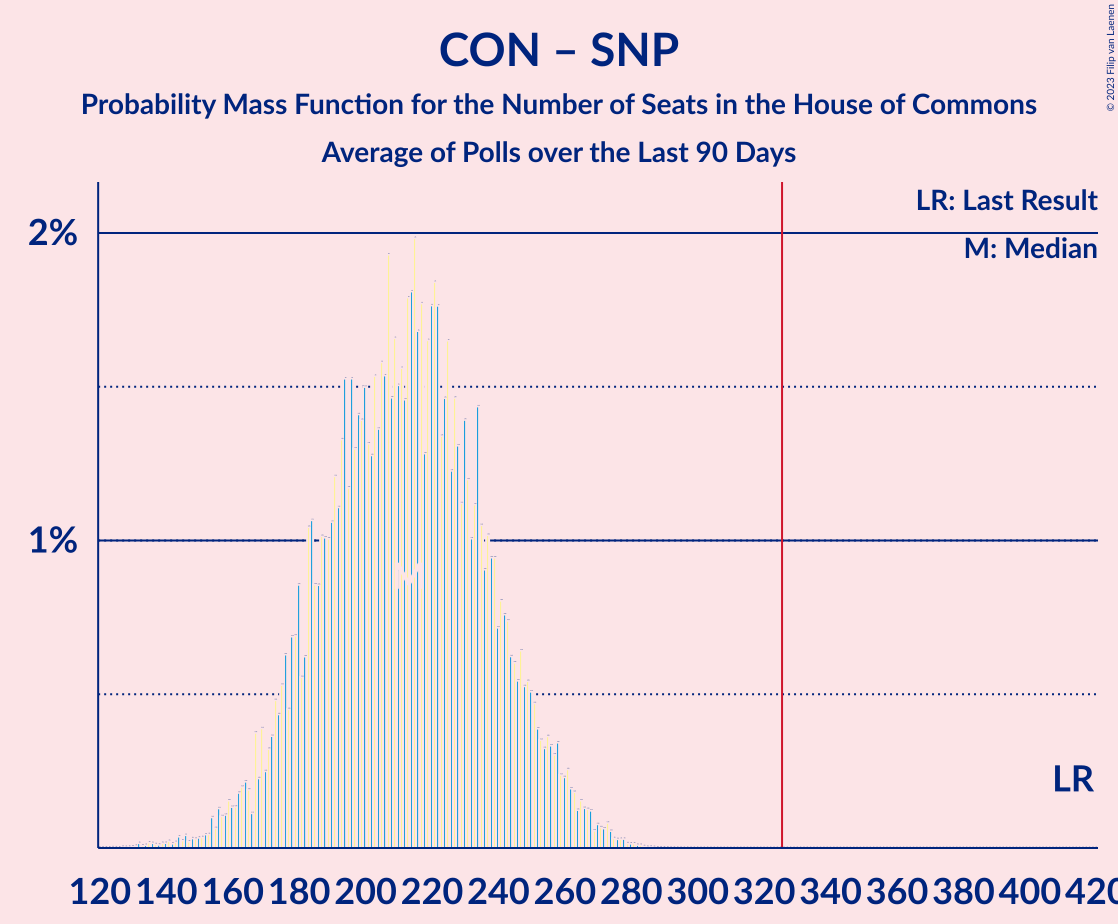 CON – SNP
Probability Mass Function for the Number of Seats in the House of Commons
Average of Polls over the Last 90 Days
© 2023 Filip van Laenen
LR: Last Result
M: Median
2%
1%
M
LR
120 140 160 180 200 220 240 260 280 300 320 340 360 380 400 420